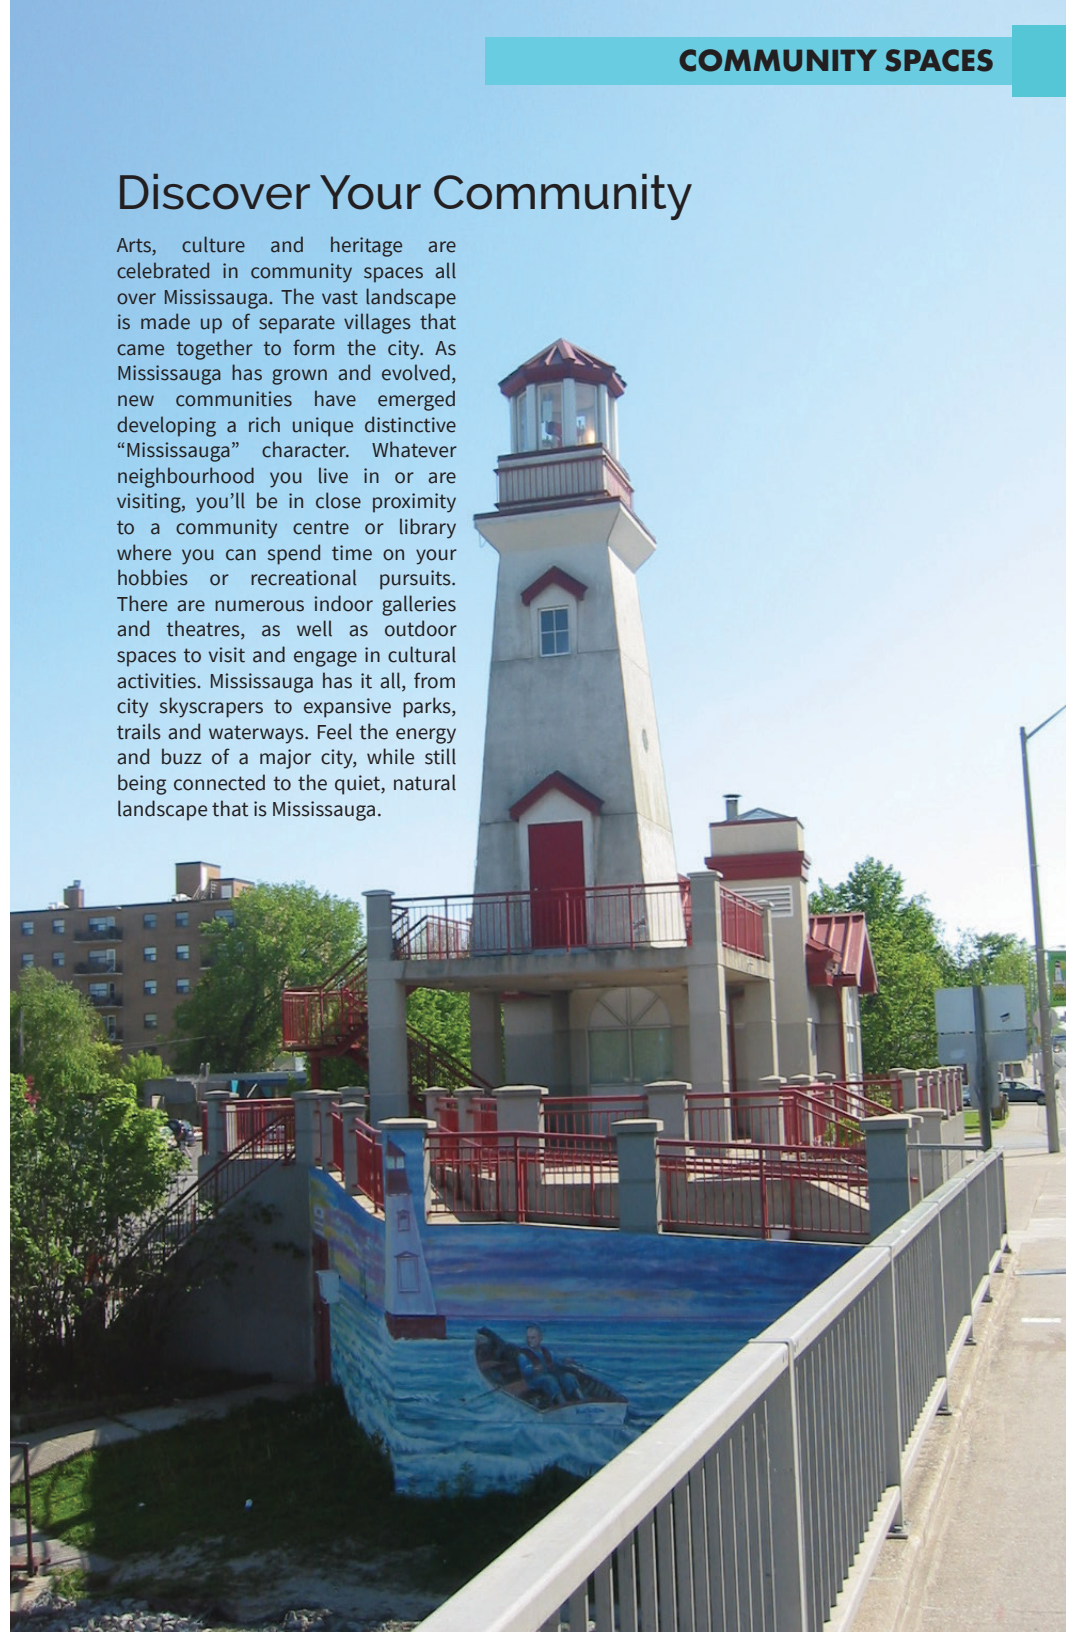 COMMUNITY SPACES
Discover Your Community
Arts, culture and heritage are
celebrated in community spaces all
over Mississauga. The vast landscape
is made up of separate villages that
came together to form the city. As
Mississauga has grown and evolved,
new communities have emerged
developing a rich unique distinctive
“Mississauga” character. Whatever
neighbourhood you live in or are
visiting, you’ll be in close proximity
to a community centre or library
where you can spend time on your
hobbies or recreational pursuits.
There are numerous indoor galleries
and theatres, as well as outdoor
spaces to visit and engage in cultural
activities. Mississauga has it all, from
city skyscrapers to expansive parks,
trails and waterways. Feel the energy
and buzz of a major city, while still
being connected to the quiet, natural
landscape that is Mississauga.